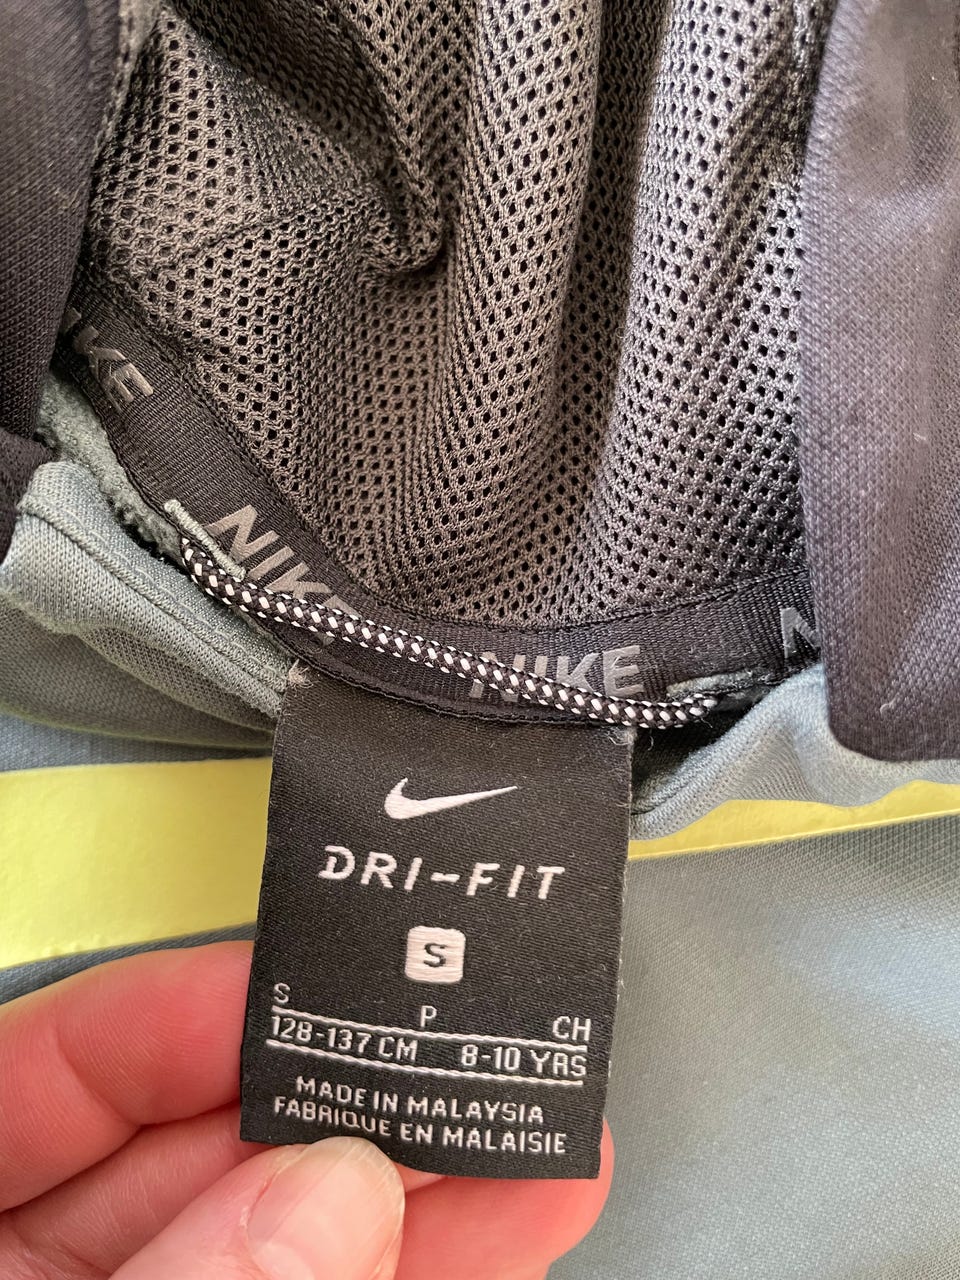 NIKE
NIKE
NIKE
DRI-FIT
S
S P CH
128-137 CM 8-10 YRS
MADE IN MALAYSIA
FABRIQUE EN MALAISIE